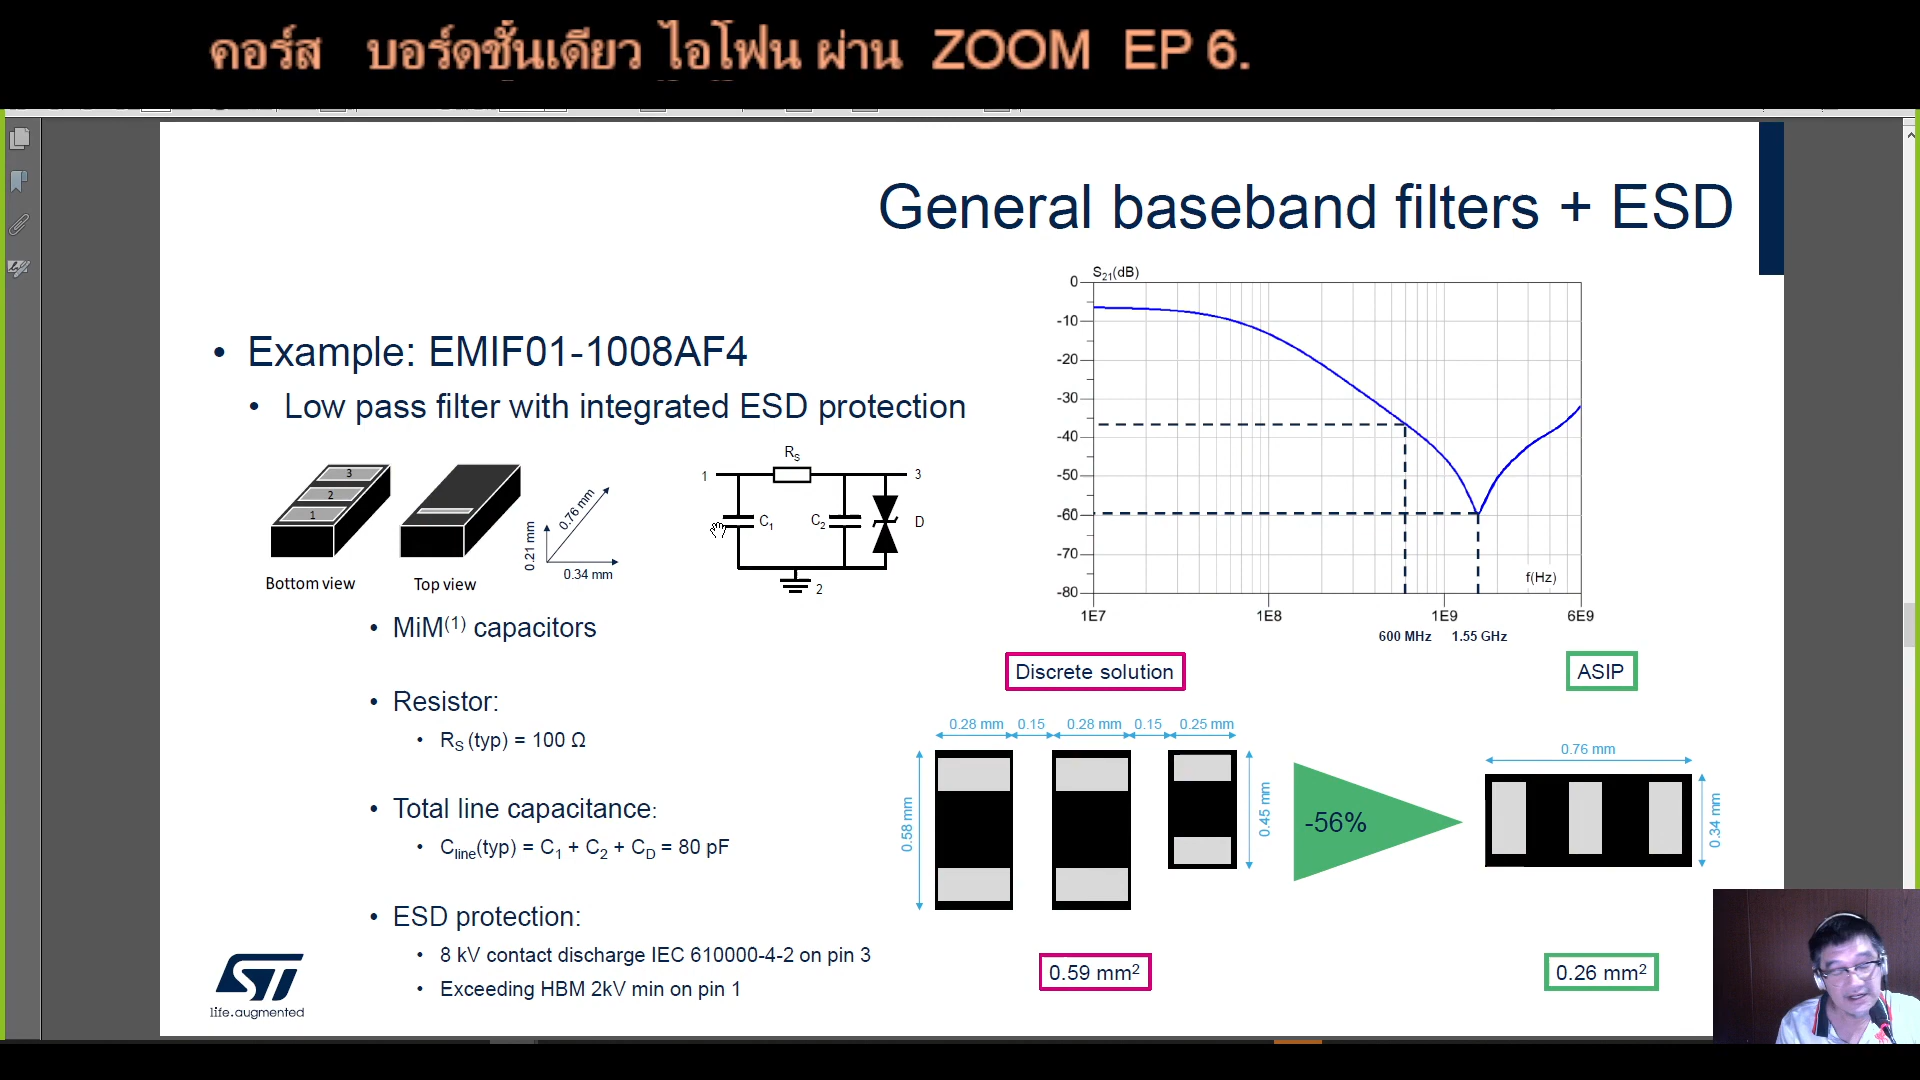 คอร์ส บอร์ดชั้นเดียว ไอโฟน ผ่าน ZOOM EP 6.
General baseband filters + ESD
• Example: EMIF01-1008AF4
• Low pass filter with integrated ESD protection
3
2
1
Bottom view
Top view
0.21 mm
0.76 mm
0.34 mm
1
RS
3
C1
C2
D
2
S21(dB)
0
-10
-20
-30
-40
-50
-60
-70
-80
f(Hz)
1E7
1E8
1E9
6E9
600 MHz
1.55 GHz
• MiM(1) capacitors
• Resistor:
• RS (typ) = 100 Ω
• Total line capacitance:
• Cline(typ) = C1 + C2 + CD = 80 pF
• ESD protection:
• 8 kV contact discharge IEC 610000-4-2 on pin 3
• Exceeding HBM 2kV min on pin 1
Discrete solution
ASIP
0.28 mm 0.15 0.28 mm 0.15 0.25 mm
0.58 mm
0.45 mm
-56%
0.76 mm
0.34 mm
0.59 mm2
0.26 mm2
ST
life.augmented